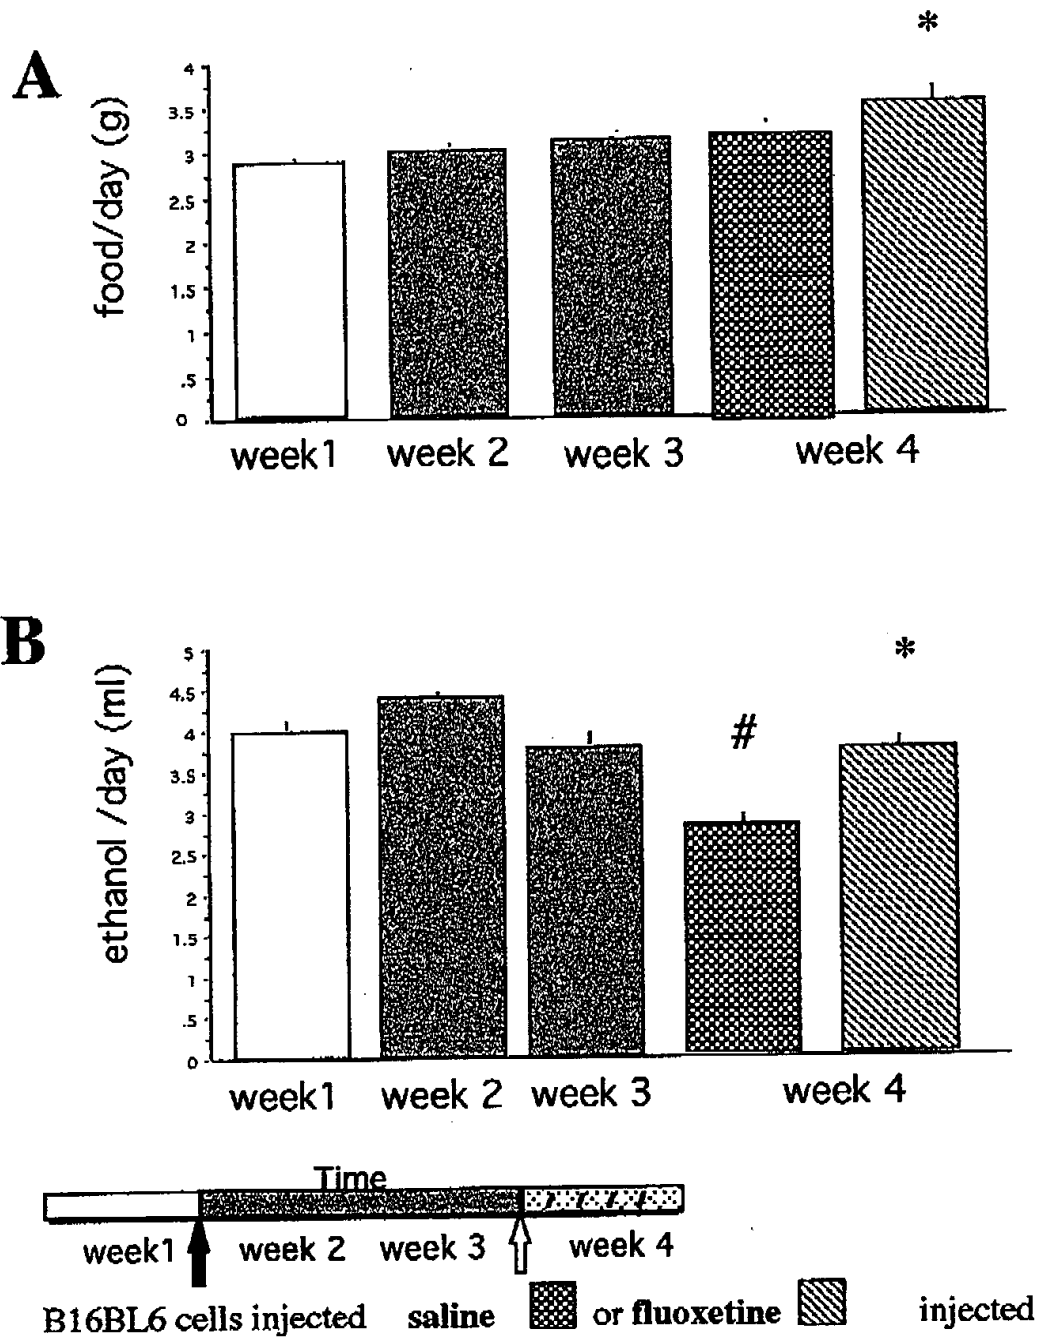 *
A
food/day (g)
4
3.5
3
2.5
2
1.5
1
.5
0
week1 week 2 week 3 week 4
B
*
#
ethanol /day (ml)
5
4.5
4
3.5
3
2.5
2
1.5
1
.5
0
week1 week 2 week 3 week 4
Time
week1 week 2 week 3 week 4
B16BL6 cells injected saline or fluoxetine injected